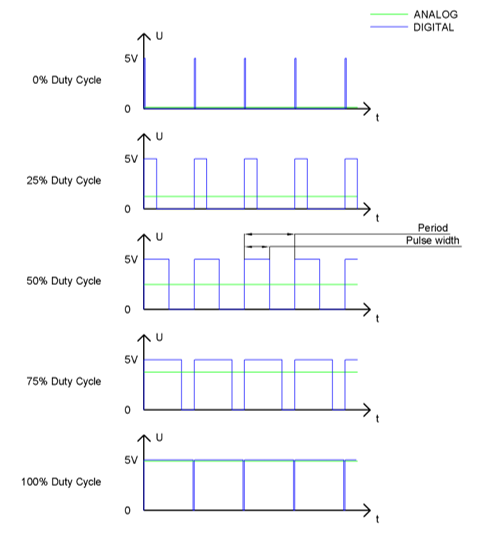 ANALOG
DIGITAL
U
5V
0% Duty Cycle
0
t
U
5V
25% Duty Cycle
0
t
Period
U
Pulse width
5V
50% Duty Cycle
0
t
U
5V
75% Duty Cycle
0
t
U
5V
100% Duty Cycle
0
t